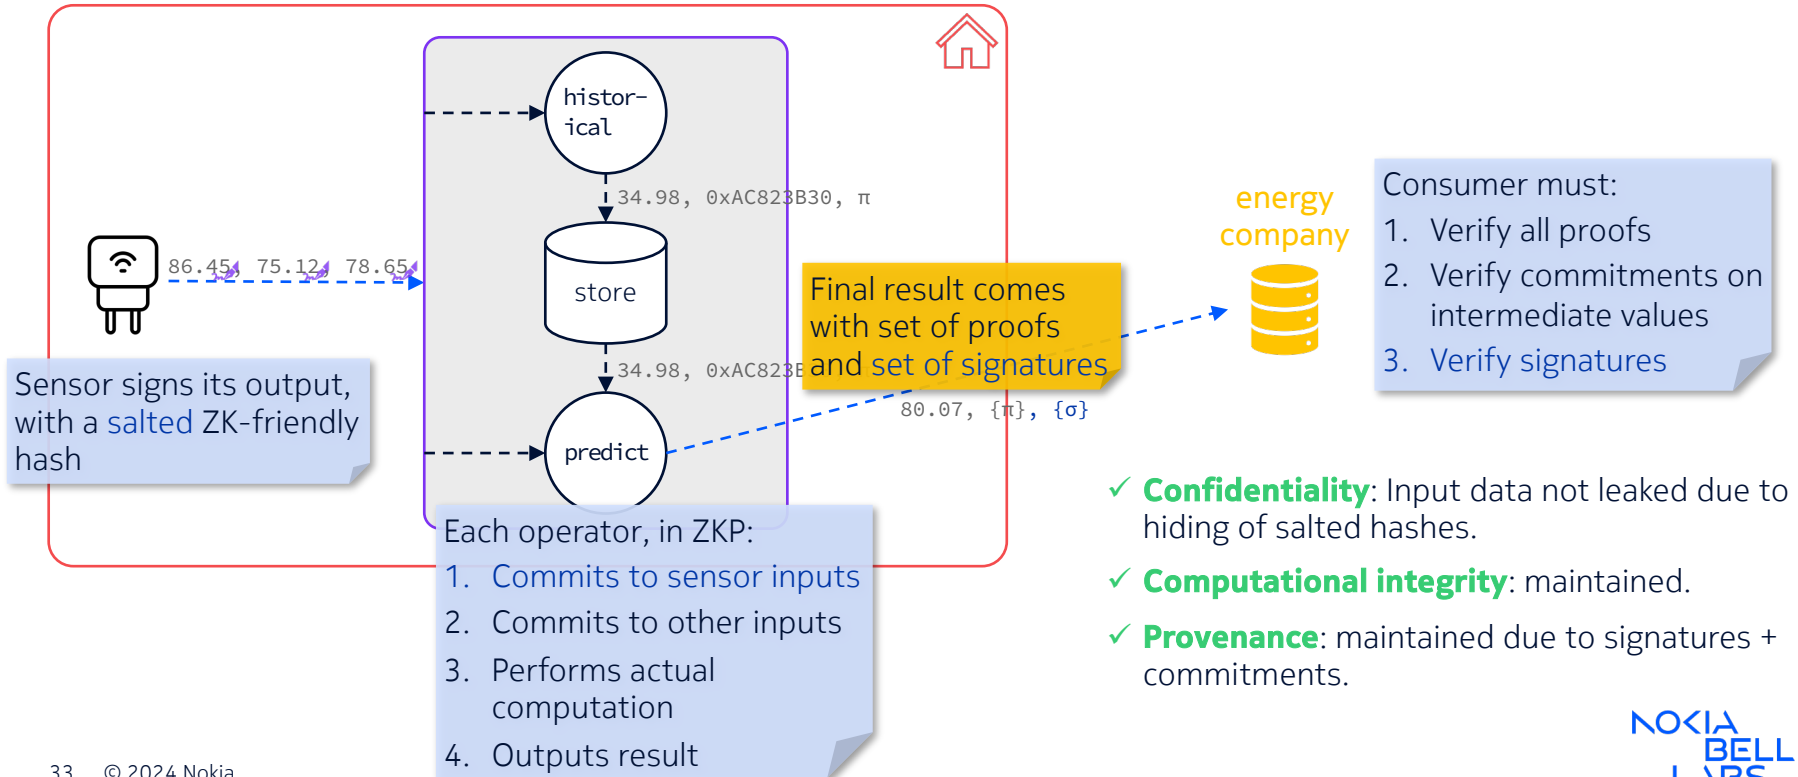 histor-
ical
34.98, 0xAC823B30, π
86.45, 75.12, 78.65,
store
34.98, 0xAC823
predict
80.07, {π}, {σ}
energy
company
Sensor signs its output,
with a salted ZK-friendly
hash
Final result comes
with set of proofs
and set of signatures
Each operator, in ZKP:
1. Commits to sensor inputs
2. Commits to other inputs
3. Performs actual
computation
4. Outputs result
Consumer must:
1. Verify all proofs
2. Verify commitments on
intermediate values
3. Verify signatures
✓ Confidentiality: Input data not leaked due to
hiding of salted hashes.
✓ Computational integrity: maintained.
✓ Provenance: maintained due to signatures +
commitments.
33 © 2024 Nokia
NOKIA
BELL
LABS